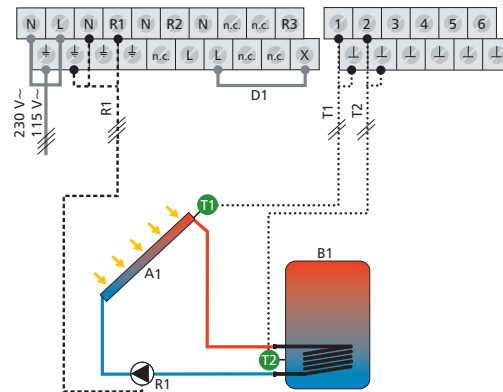 N L N R1 N R2 N n.c. n.c. R3
1 2 3 4 5 6
n.c. L L n.c. n.c. X
D1
230 V~
115 V~
R1
T1
T2
T1
A1
B1
T2
R1